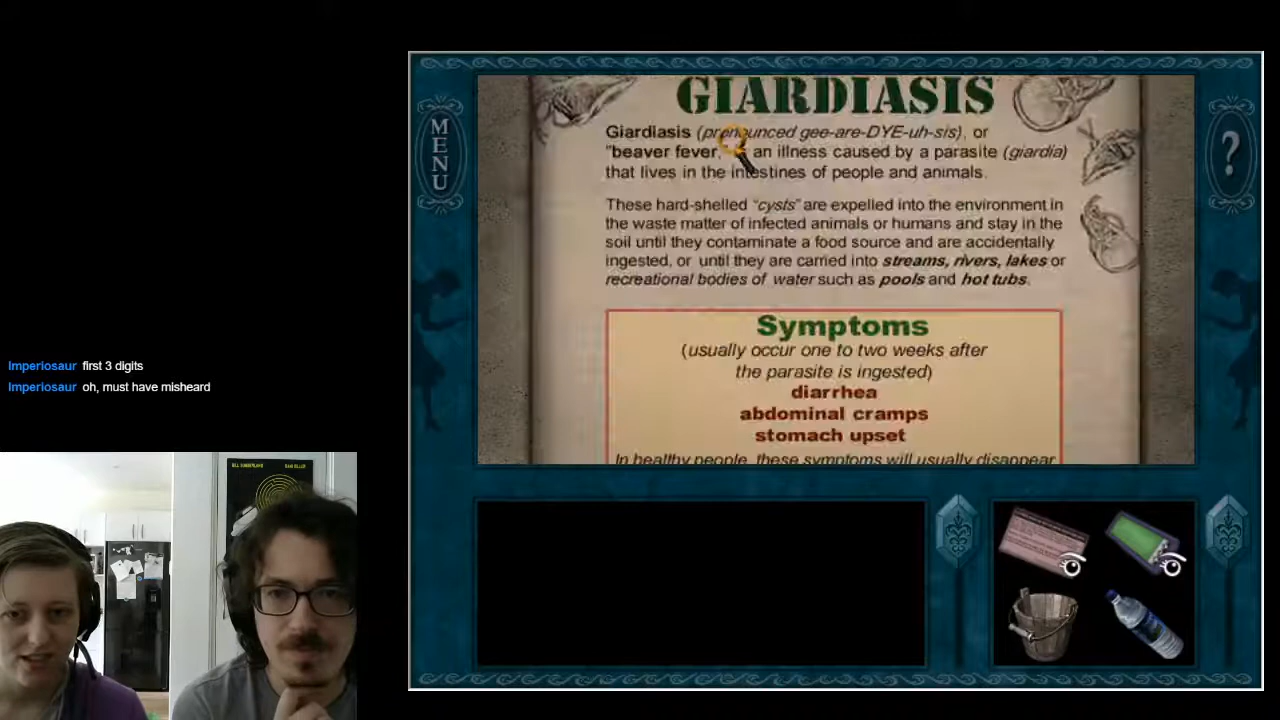 MENU
?
GIARDIASIS
Giardiasis (pronounced gee-are-DYE-uh-sis), or
"beaver fever, an illness caused by a parasite (giardia)
that lives in the intestines of people and animals.
These hard-shelled "cysts" are expelled into the environment in
the waste matter of infected animals or humans and stay in the
soil until they contaminate a food source and are accidentally
ingested, or until they are carried into streams, rivers, lakes or
recreational bodies of water such as pools and hot tubs.
Symptoms
(usually occur one to two weeks after
the parasite is ingested)
diarrhea
abdominal cramps
stomach upset
In healthy people, these symptoms will usually disappear
Imperiosaur first 3 digits
Imperiosaur oh, must have misheard